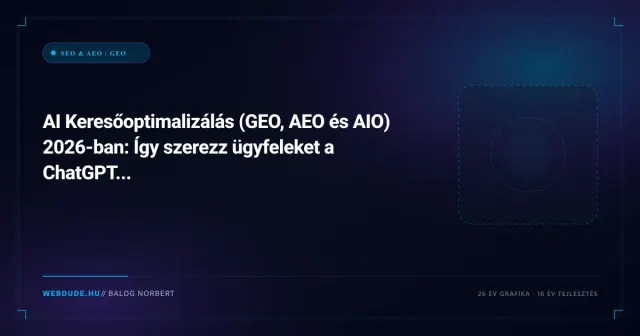 SEO & AEO / GEO
AI Keresőoptimalizálás (GEO, AEO és AIO)
2026-ban: Így szerezz ügyfeleket a
ChatGPT...
WEBDUDE.HU // BALOG NORBERT
26 ÉV GRAFIKA · 16 ÉV FEJLESZTÉS